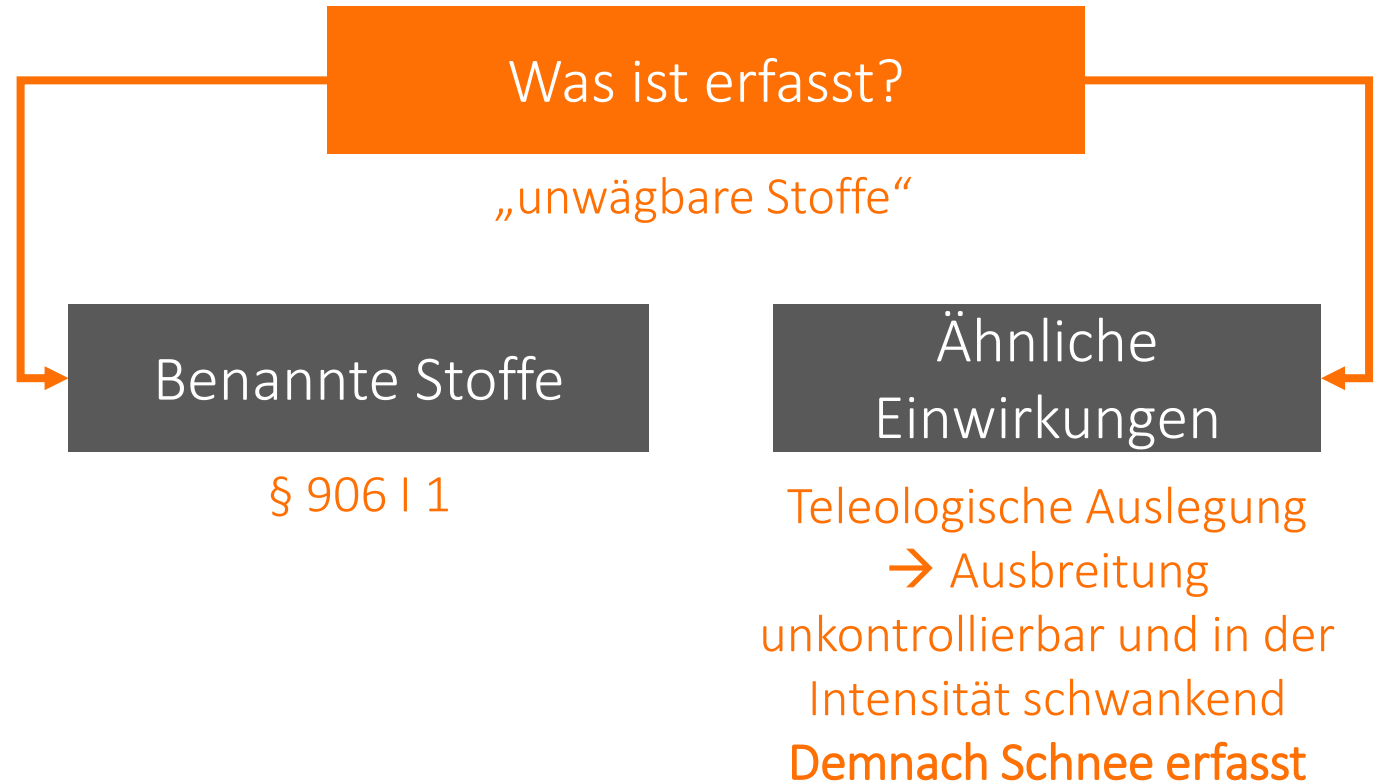 Was ist erfasst?
„unwägbare Stoffe“
Benannte Stoffe
§ 906 I 1
Ähnliche
Einwirkungen
Teleologische Auslegung
→ Ausbreitung
unkontrollierbar und in der
Intensität schwankend
Demnach Schnee erfasst